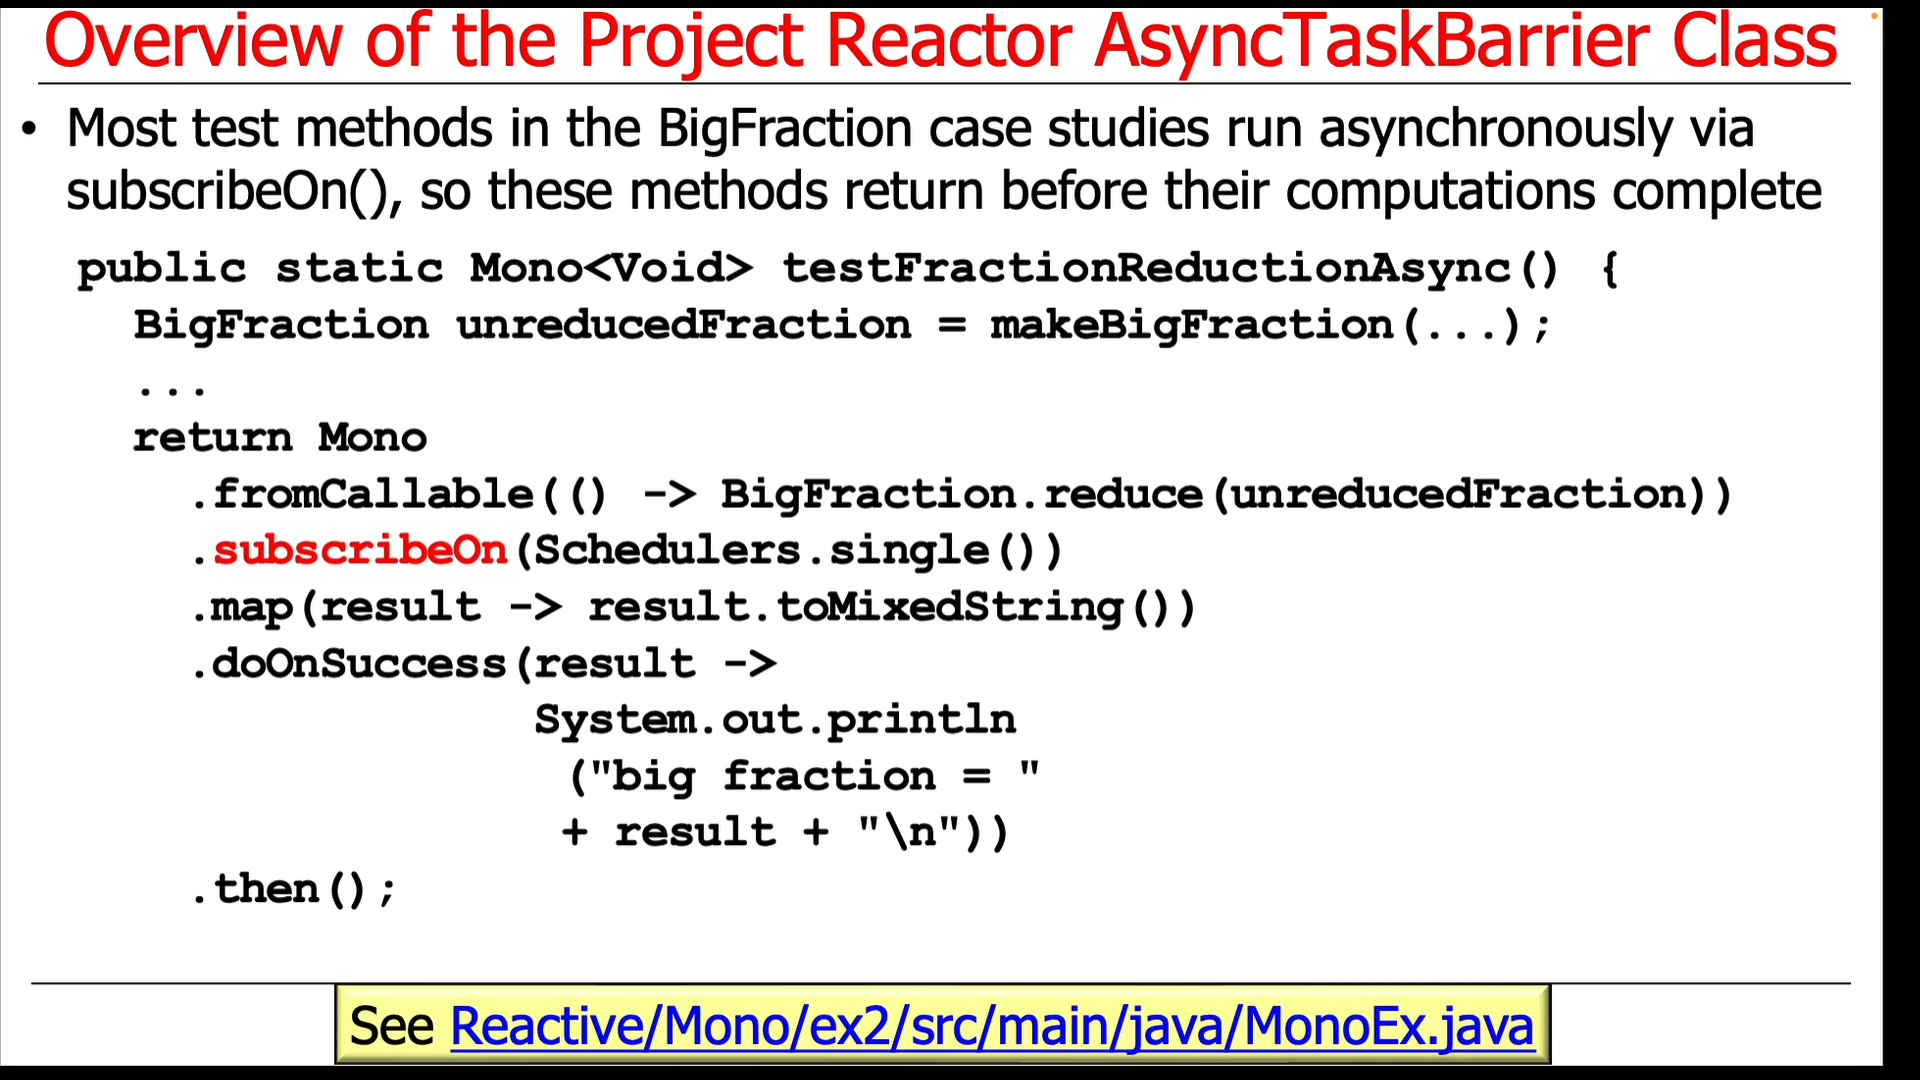 Overview of the Project Reactor AsyncTaskBarrier Class
• Most test methods in the BigFraction case studies run asynchronously via
subscribeOn(), so these methods return before their computations complete
public static Mono<Void> testFractionReductionAsync() {
BigFraction unreducedFraction = makeBigFraction(...);
...
return Mono
.fromCallable(() -> BigFraction.reduce(unreducedFraction))
.subscribeOn(Schedulers.single())
.map(result -> result.toMixedString())
.doOnSuccess(result ->
System.out.println
("big fraction = "
+ result + "\n"))
.then();
See Reactive/Mono/ex2/src/main/java/MonoEx.java